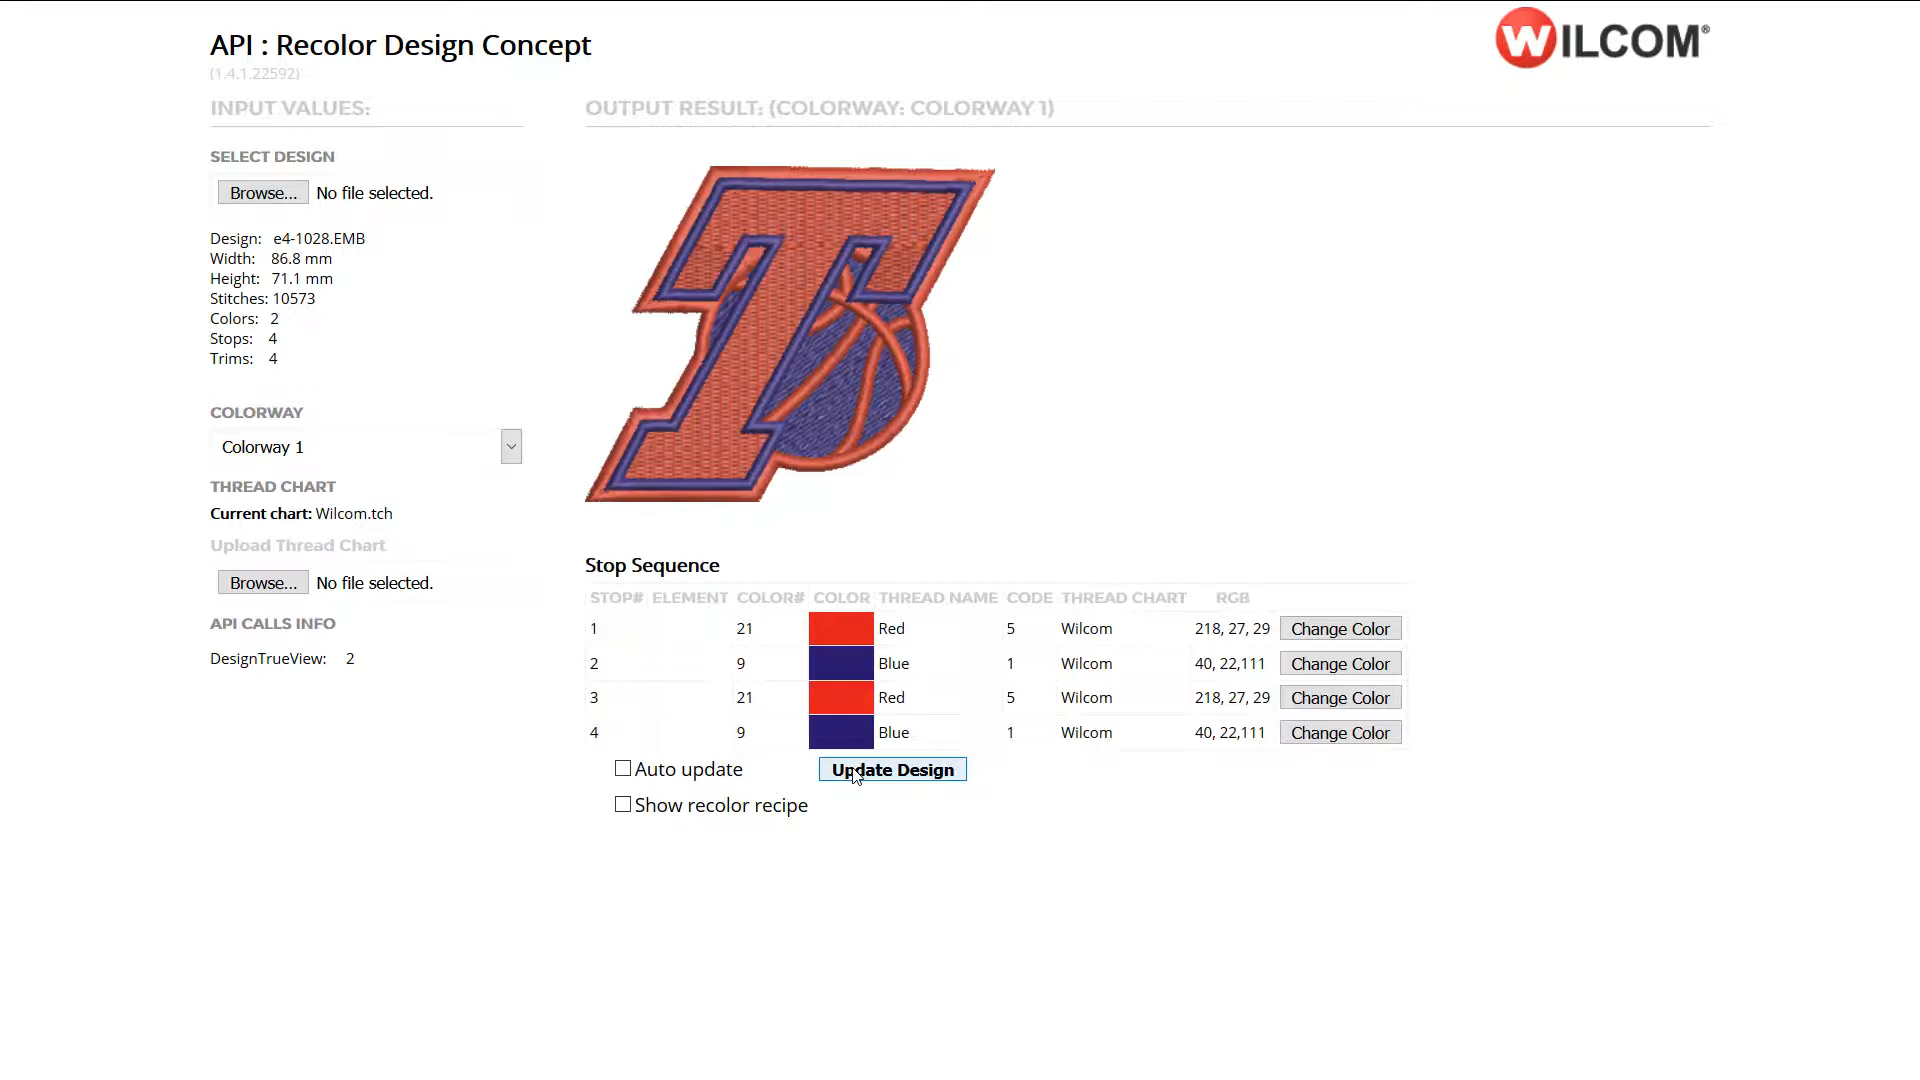 API : Recolor Design Concept
(1.4.1.22592)
WILCOM®
INPUT VALUES:
SELECT DESIGN
Browse... No file selected.
Design: e4-1028.EMB
Width: 86.8 mm
Height: 71.1 mm
Stitches: 10573
Colors: 2
Stops: 4
Trims: 4
COLORWAY
Colorway 1
THREAD CHART
Current chart: Wilcom.tch
Upload Thread Chart
Browse... No file selected.
API CALLS INFO
DesignTrueView: 2
OUTPUT RESULT: (COLORWAY: COLORWAY 1)
T
Stop Sequence
STOP# ELEMENT COLOR# COLOR THREAD NAME CODE THREAD CHART RGB
1 21 Red 5 Wilcom 218, 27, 29 Change Color
2 9 Blue 1 Wilcom 40, 22,111 Change Color
3 21 Red 5 Wilcom 218, 27, 29 Change Color
4 9 Blue 1 Wilcom 40, 22,111 Change Color
Auto update Update Design
Show recolor recipe